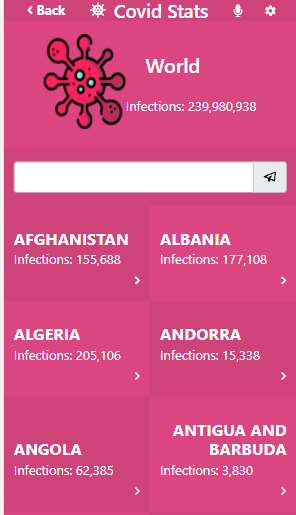 Back
Covid Stats
World
Infections: 239,980,938
AFGHANISTAN
Infections: 155,688
ALBANIA
Infections: 177,108
ALGERIA
Infections: 205,106
ANDORRA
Infections: 15,338
ANGOLA
Infections: 62,385
ANTIGUA AND
BARBUDA
Infections: 3,830